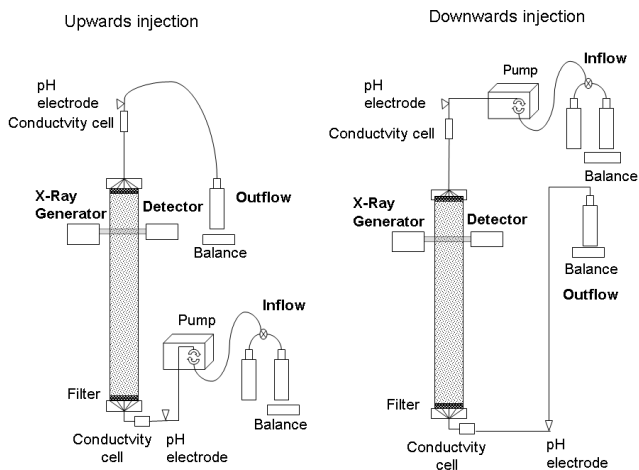 Upwards injection
pH
electrode
Conductvity cell
X-Ray
Generator
Detector
Outflow
Balance
Inflow
Pump
Filter
Balance
Conductvity
cell
pH
electrode
Downwards injection
Inflow
Pump
pH
electrode
Conductvity cell
Balance
X-Ray
Generator
Detector
Balance
Outflow
Filter
Conductvity
cell
pH
electrode